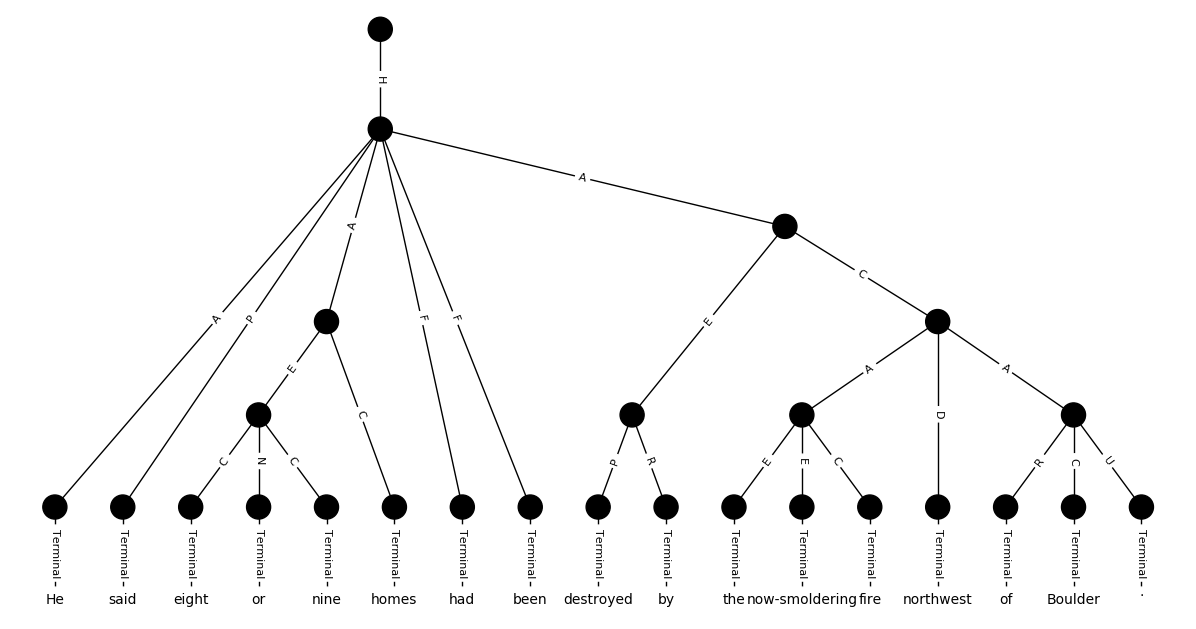 H
A
A
C
A P F F E
E A A
C D
C N C P R E E C R C U
Terminal Terminal Terminal Terminal Terminal Terminal Terminal Terminal Terminal Terminal Terminal Terminal Terminal Terminal Terminal Terminal Terminal
He said eight or nine homes had been destroyed by the now-smoldering fire northwest of Boulder .